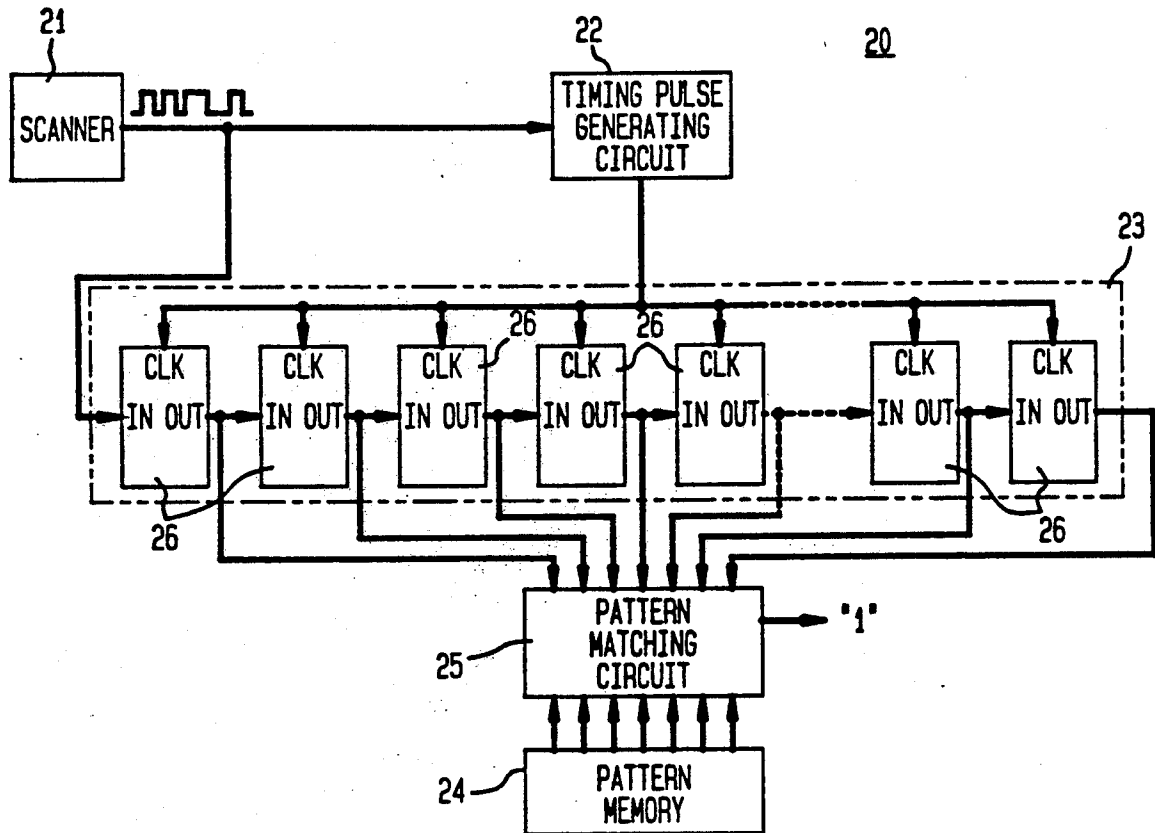 21
22
20
SCANNER
TIMING PULSE
GENERATING
CIRCUIT
23
26
26
CLK
CLK
CLK
CLK
CLK
CLK
CLK
IN OUT
IN OUT
IN OUT
IN OUT
IN OUT
IN OUT
IN OUT
26
26
PATTERN
MATCHING
CIRCUIT
"1"
25
PATTERN
MEMORY
24